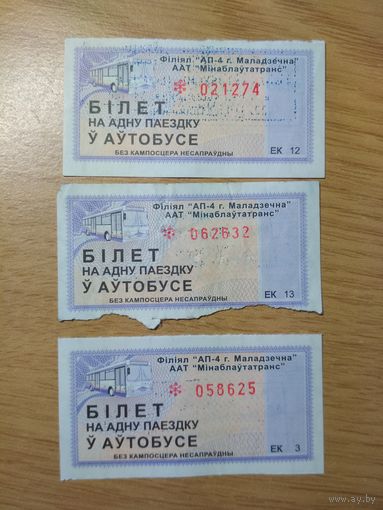 Філіял "АП-4 г. Маладзечна"
ААТ "Мінаблаўтатранс"
021274
БІЛЕТ
НА АДНУ ПАЕЗДКУ
Ў АЎТОБУСЕ
БЕЗ КАМПОСЦЕРА НЕСАПРАЎДНЫ
ЕК 12
Філіял "АП-4 г. Маладзечна"
ААТ "Мінаблаўтатранс"
062632
БІЛЕТ
НА АДНУ ПАЕЗДКУ
Ў АЎТОБУСЕ
БЕЗ КАМПОСЦЕРА НЕСАПРАЎДНЫ
ЕК 13
Філіял "АП-4 г. Маладзечна"
ААТ "Мінаблаўтатранс"
058625
БІЛЕТ
НА АДНУ ПАЕЗДКУ
Ў АЎТОБУСЕ
БЕЗ КАМПОСЦЕРА НЕСАПРАЎДНЫ
ЕК 3
www.ay.by